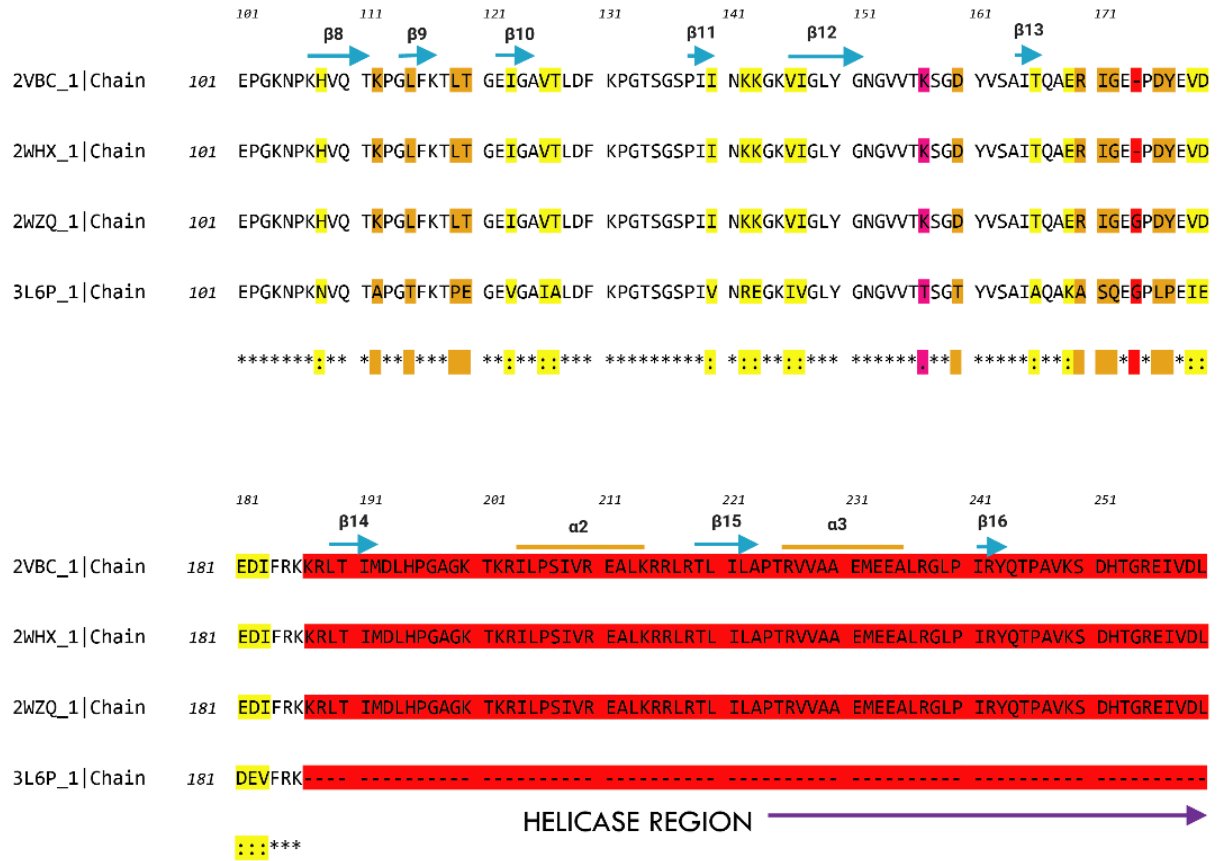 101 111 121 131 141 151 161 171
β8 β9 β10 β11 β12 β13
2VBC_1|Chain 101 EPGKNPKHVQ TKPGLFKTLT GEIGAVTLDF KPGTSGSPII NKKGKVIGLY GNGVVTKSGD YVSAITQAER IGE-PDYEVD
2WHX_1|Chain 101 EPGKNPKHVQ TKPGLFKTLT GEIGAVTLDF KPGTSGSPII NKKGKVIGLY GNGVVTKSGD YVSAITQAER IGE-PDYEVD
2WZQ_1|Chain 101 EPGKNPKHVQ TKPGLFKTLT GEIGAVTLDF KPGTSGSPII NKKGKVIGLY GNGVVTKSGD YVSAITQAER IGEGPDYEVD
3L6P_1|Chain 101 EPGKNPKNVQ TAPGTFKTPE GEVGAIALDF KPGTSGSPIV NREGKIVGLY GNGVVTTSGT YVSAIAQAKA SQEGPLPEIE
*******:** * ** ***   **:**::*** *********: *::**::*** ******.**  *****:**:    * *  *::
181 191 201 211 221 231 241 251
β14 α2 β15 α3 β16
2VBC_1|Chain 181 EDIFRKKRLT IMDLHPGAGK TKRILPSIVR EALKRRLRTL ILAPTRVVAA EMEEALRGLP IRYQTPAVKS DHTGREIVDL
2WHX_1|Chain 181 EDIFRKKRLT IMDLHPGAGK TKRILPSIVR EALKRRLRTL ILAPTRVVAA EMEEALRGLP IRYQTPAVKS DHTGREIVDL
2WZQ_1|Chain 181 EDIFRKKRLT IMDLHPGAGK TKRILPSIVR EALKRRLRTL ILAPTRVVAA EMEEALRGLP IRYQTPAVKS DHTGREIVDL
3L6P_1|Chain 181 DEVFRK---- ---------- ---------- ---------- ---------- ---------- ---------- ----------
HELICASE REGION
:::***